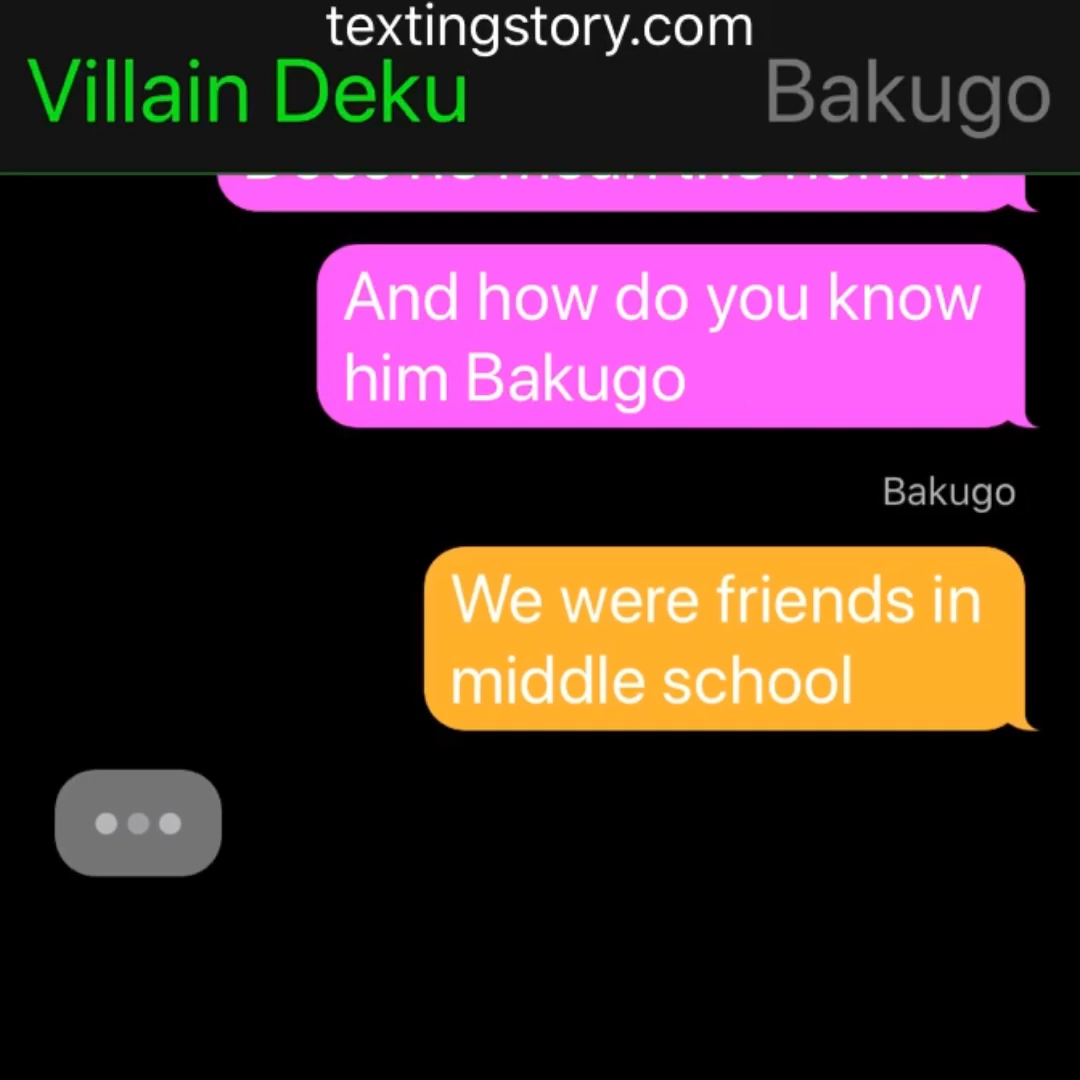 textingstory.com
Villain Deku
Bakugo
And how do you know
him Bakugo
Bakugo
We were friends in
middle school